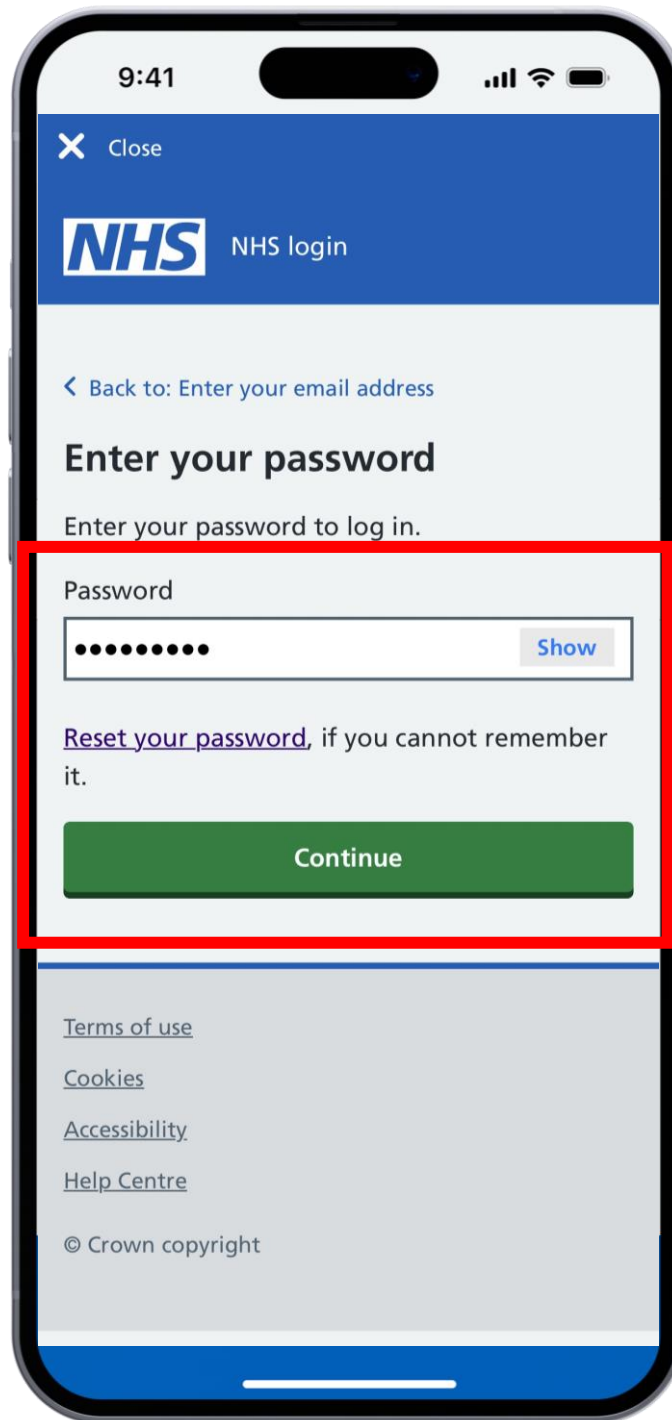 9:41
Close
NHS NHS login
Back to: Enter your email address
Enter your password
Enter your password to log in.
Password
••••••••• Show
Reset your password, if you cannot remember
it.
Continue
Terms of use
Cookies
Accessibility
Help Centre
© Crown copyright